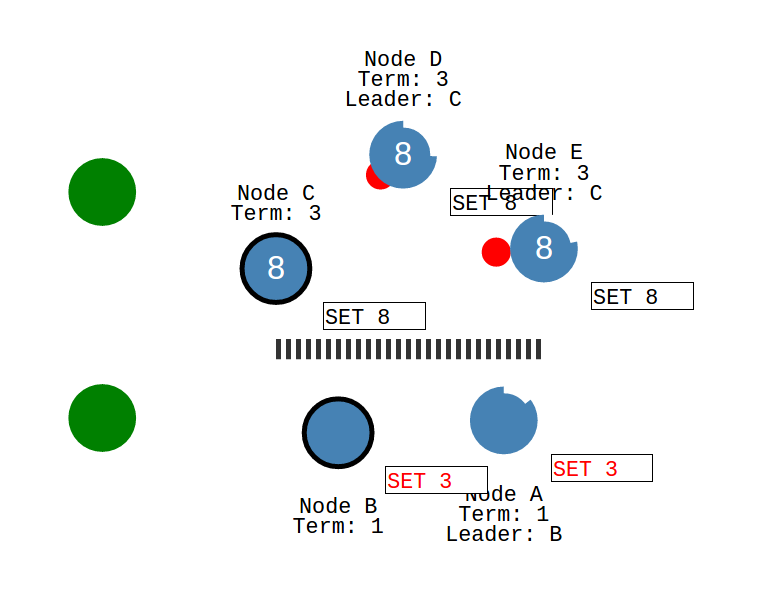 Node D
Term: 3
Leader: C
8
Node E
Term: 3
Leader: C
SET 8
8
SET 8
Node C
Term: 3
8
SET 8
SET 3
Node B
Term: 1
SET 3
Node A
Term: 1
Leader: B